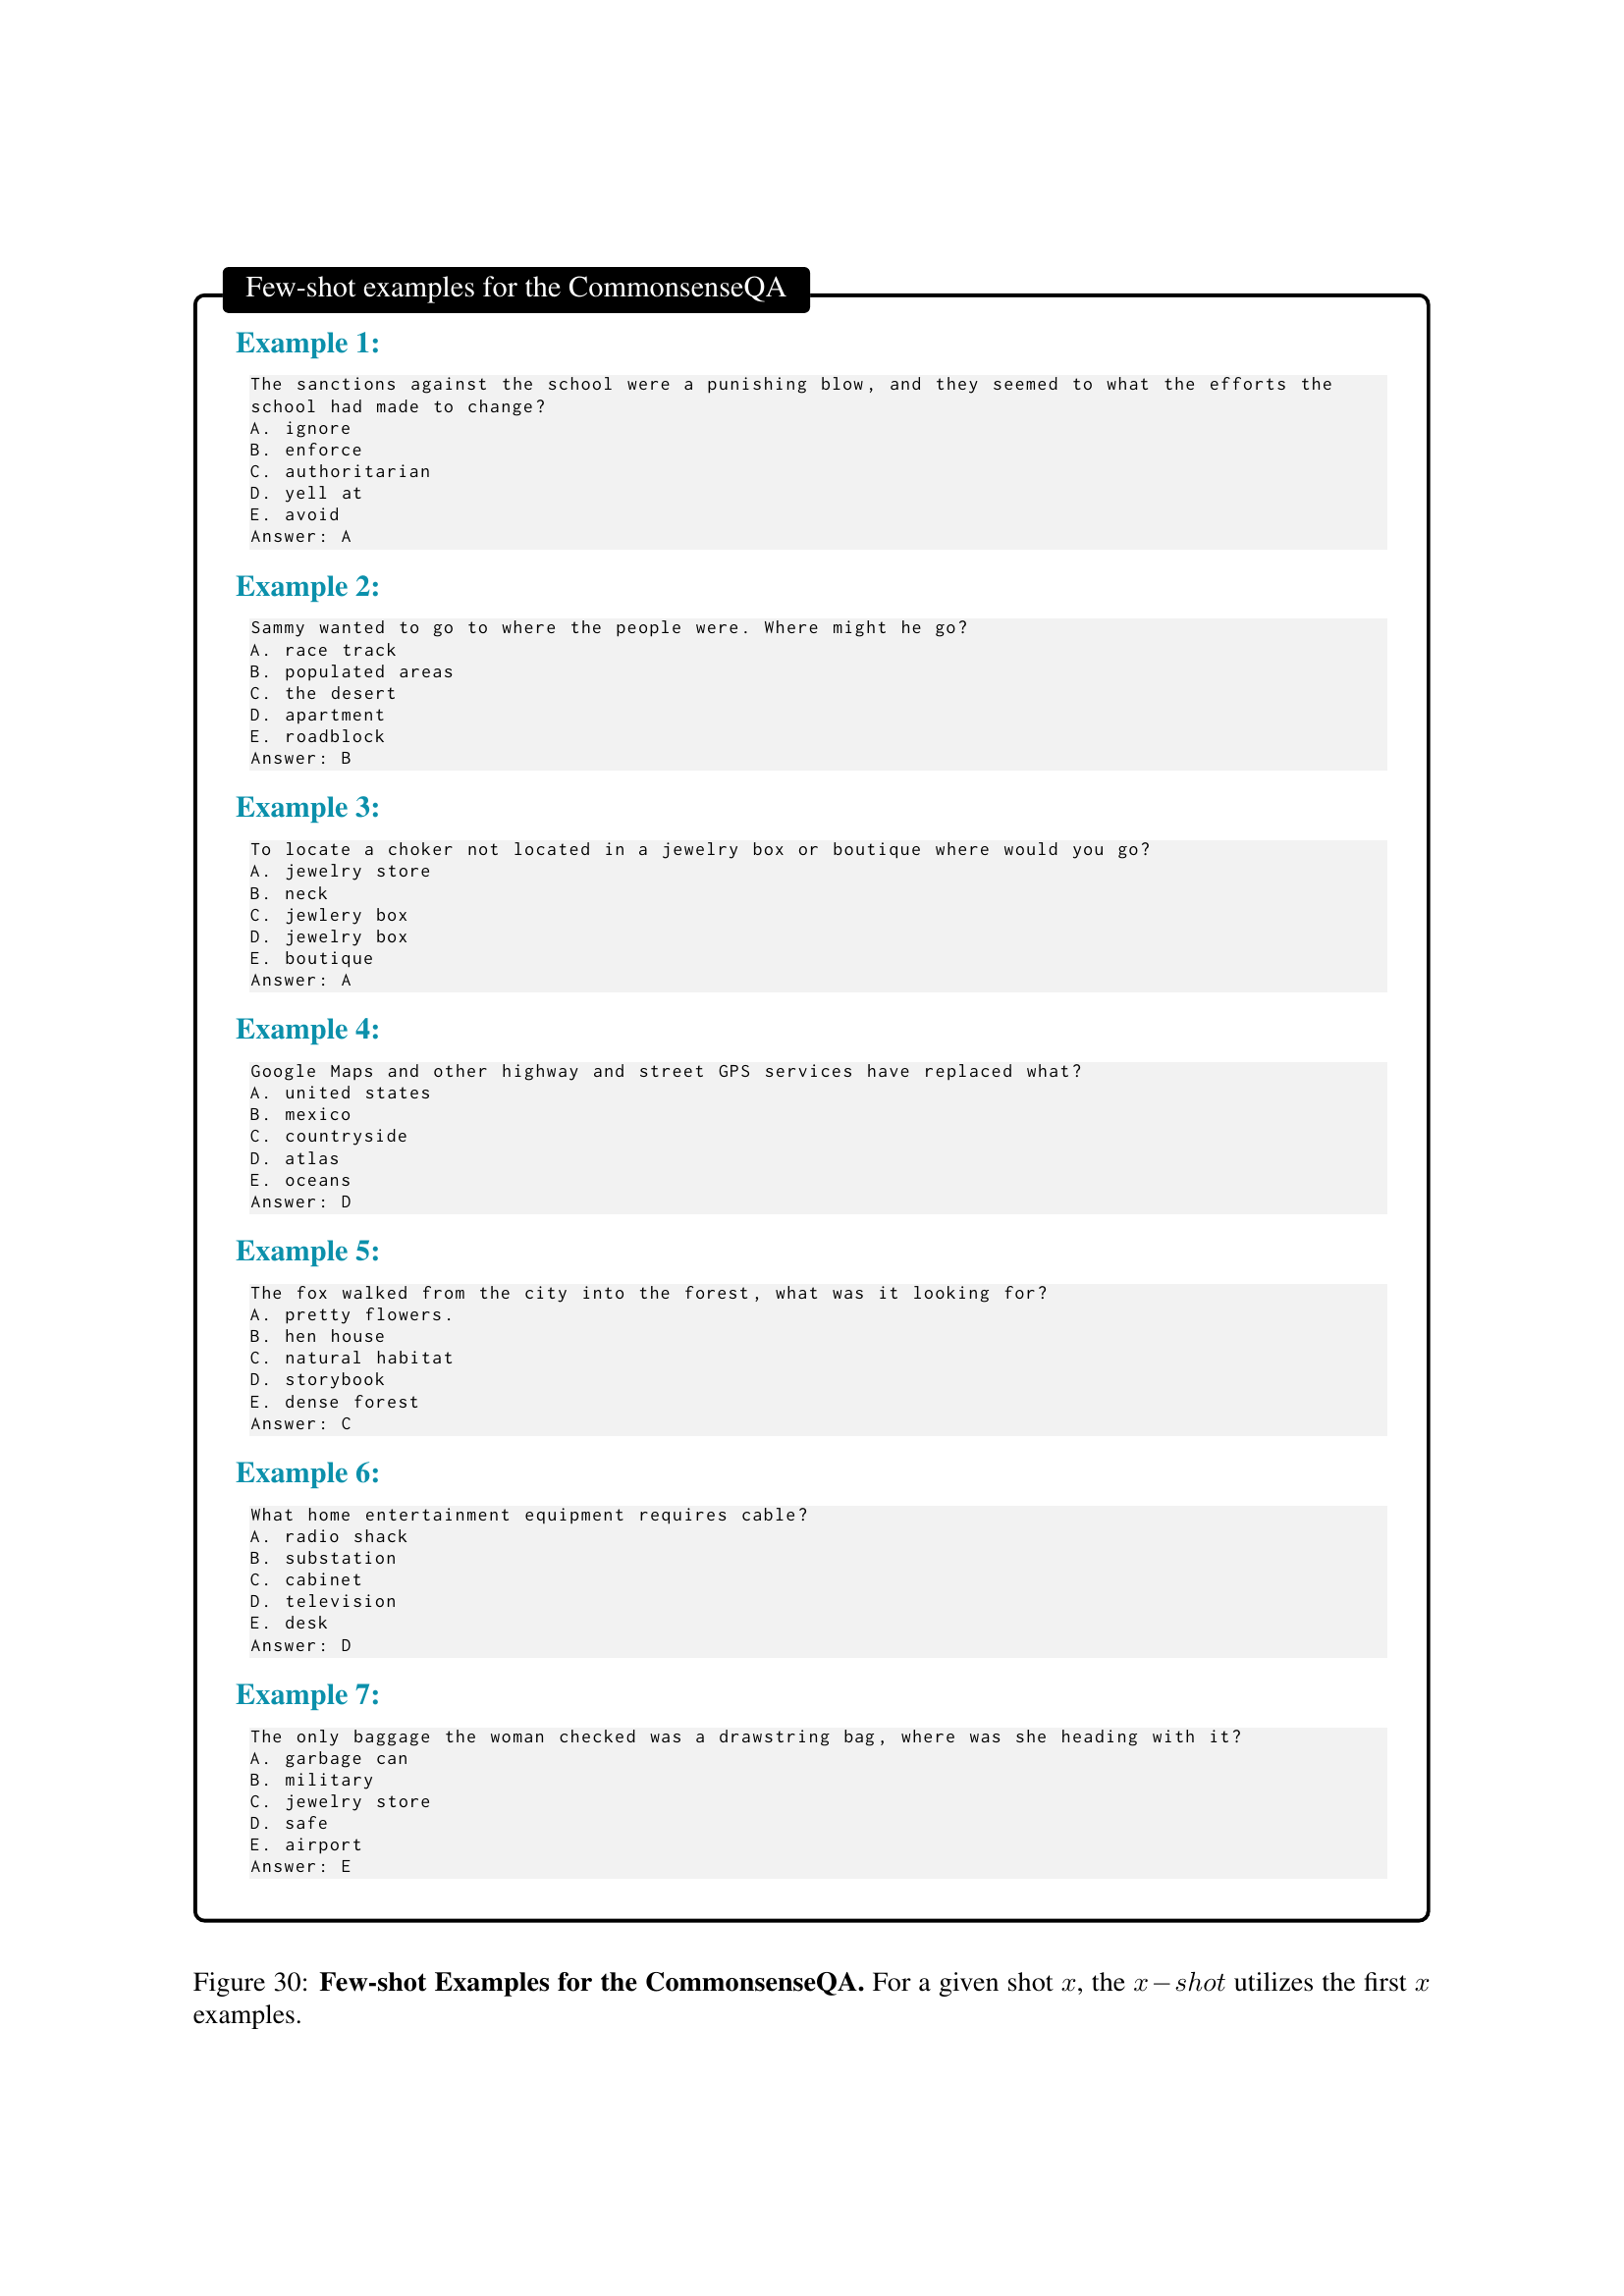 Few-shot examples for the CommonsenseQA
Example 1:
The sanctions against the school were a punishing blow, and they seemed to what the efforts the
school had made to change?
A. ignore
B. enforce
C. authoritarian
D. yell at
E. avoid
Answer: A
Example 2:
Sammy wanted to go to where the people were. Where might he go?
A. race track
B. populated areas
C. the desert
D. apartment
E. roadblock
Answer: B
Example 3:
To locate a choker not located in a jewelry box or boutique where would you go?
A. jewelry store
B. neck
C. jewlery box
D. jewelry box
E. boutique
Answer: A
Example 4:
Google Maps and other highway and street GPS services have replaced what?
A. united states
B. mexico
C. countryside
D. atlas
E. oceans
Answer: D
Example 5:
The fox walked from the city into the forest, what was it looking for?
A. pretty flowers.
B. hen house
C. natural habitat
D. storybook
E. dense forest
Answer: C
Example 6:
What home entertainment equipment requires cable?
A. radio shack
B. substation
C. cabinet
D. television
E. desk
Answer: D
Example 7:
The only baggage the woman checked was a drawstring bag, where was she heading with it?
A. garbage can
B. military
C. jewelry store
D. safe
E. airport
Answer: E
Figure 30: Few-shot Examples for the CommonsenseQA. For a given shot x, the x − shot utilizes the first x
examples.